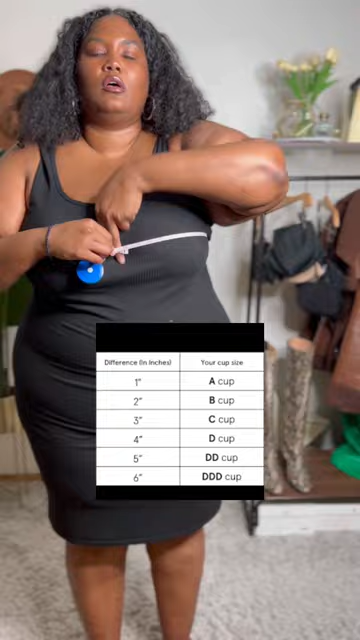 Difference (In Inches) Your cup size
1" A cup
2" B cup
3" C cup
4" D cup
5" DD cup
6" DDD cup